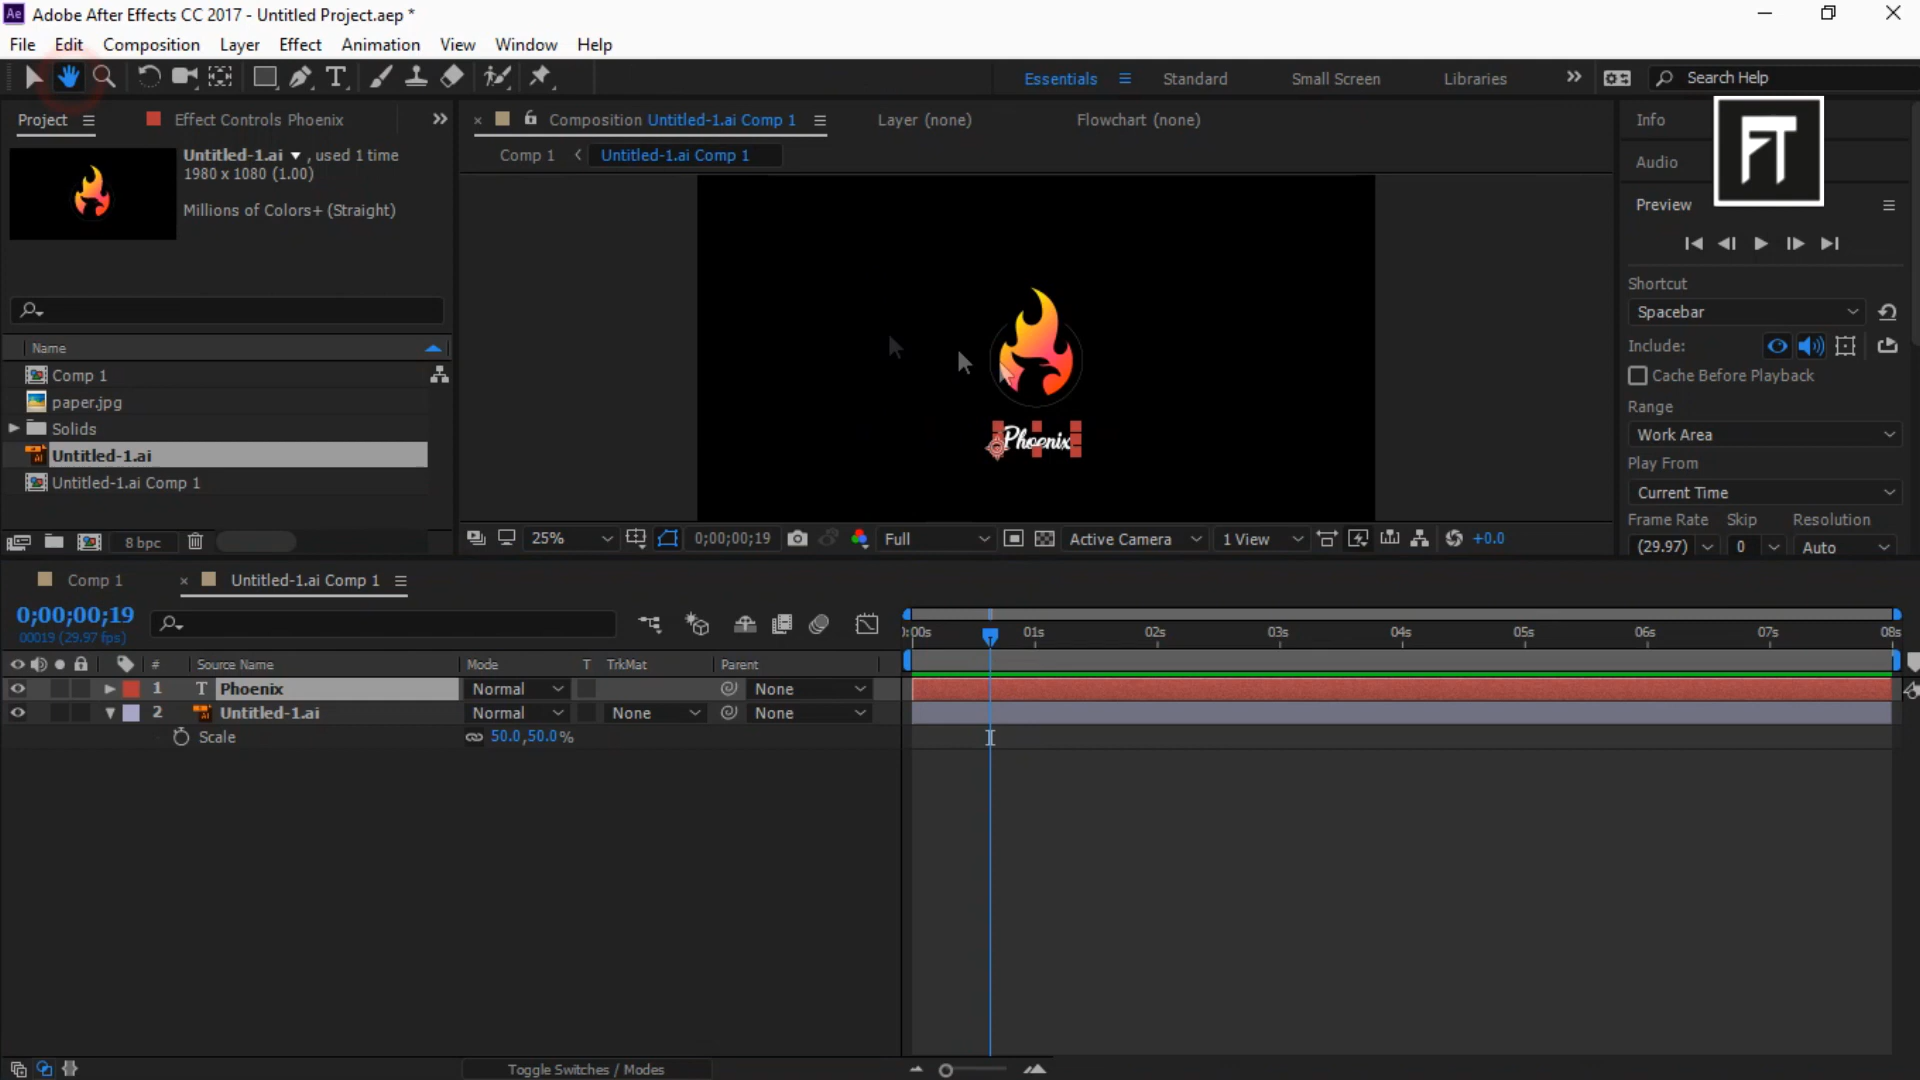 Ae Adobe After Effects CC 2017 - Untitled Project.aep *
File Edit Composition Layer Effect Animation View Window Help
Essentials Standard Small Screen Libraries Search Help
Project Effect Controls Phoenix
Composition Untitled-1.ai Comp 1 Layer (none) Flowchart (none)
Comp 1 Untitled-1.ai Comp 1
Untitled-1.ai , used 1 time
1980 x 1080 (1.00)
Millions of Colors+ (Straight)
Name
Comp 1
paper.jpg
Solids
Untitled-1.ai
Untitled-1.ai Comp 1
8 bpc
Phoenix
25% 0;00;00;19 Full Active Camera 1 View +0.0
Info
Audio
FT
Preview
Shortcut
Spacebar
Include:
Cache Before Playback
Range
Work Area
Play From
Current Time
Frame Rate Skip Resolution
(29.97) 0 Auto
Comp 1 Untitled-1.ai Comp 1
0;00;00;19
00019 (29.97 fps)
0:00s 01s 02s 03s 04s 05s 06s 07s 08s
# Source Name Mode T TrkMat Parent
1 T Phoenix Normal None
2 Ai Untitled-1.ai Normal None None
Scale 50.0,50.0%
Toggle Switches / Modes